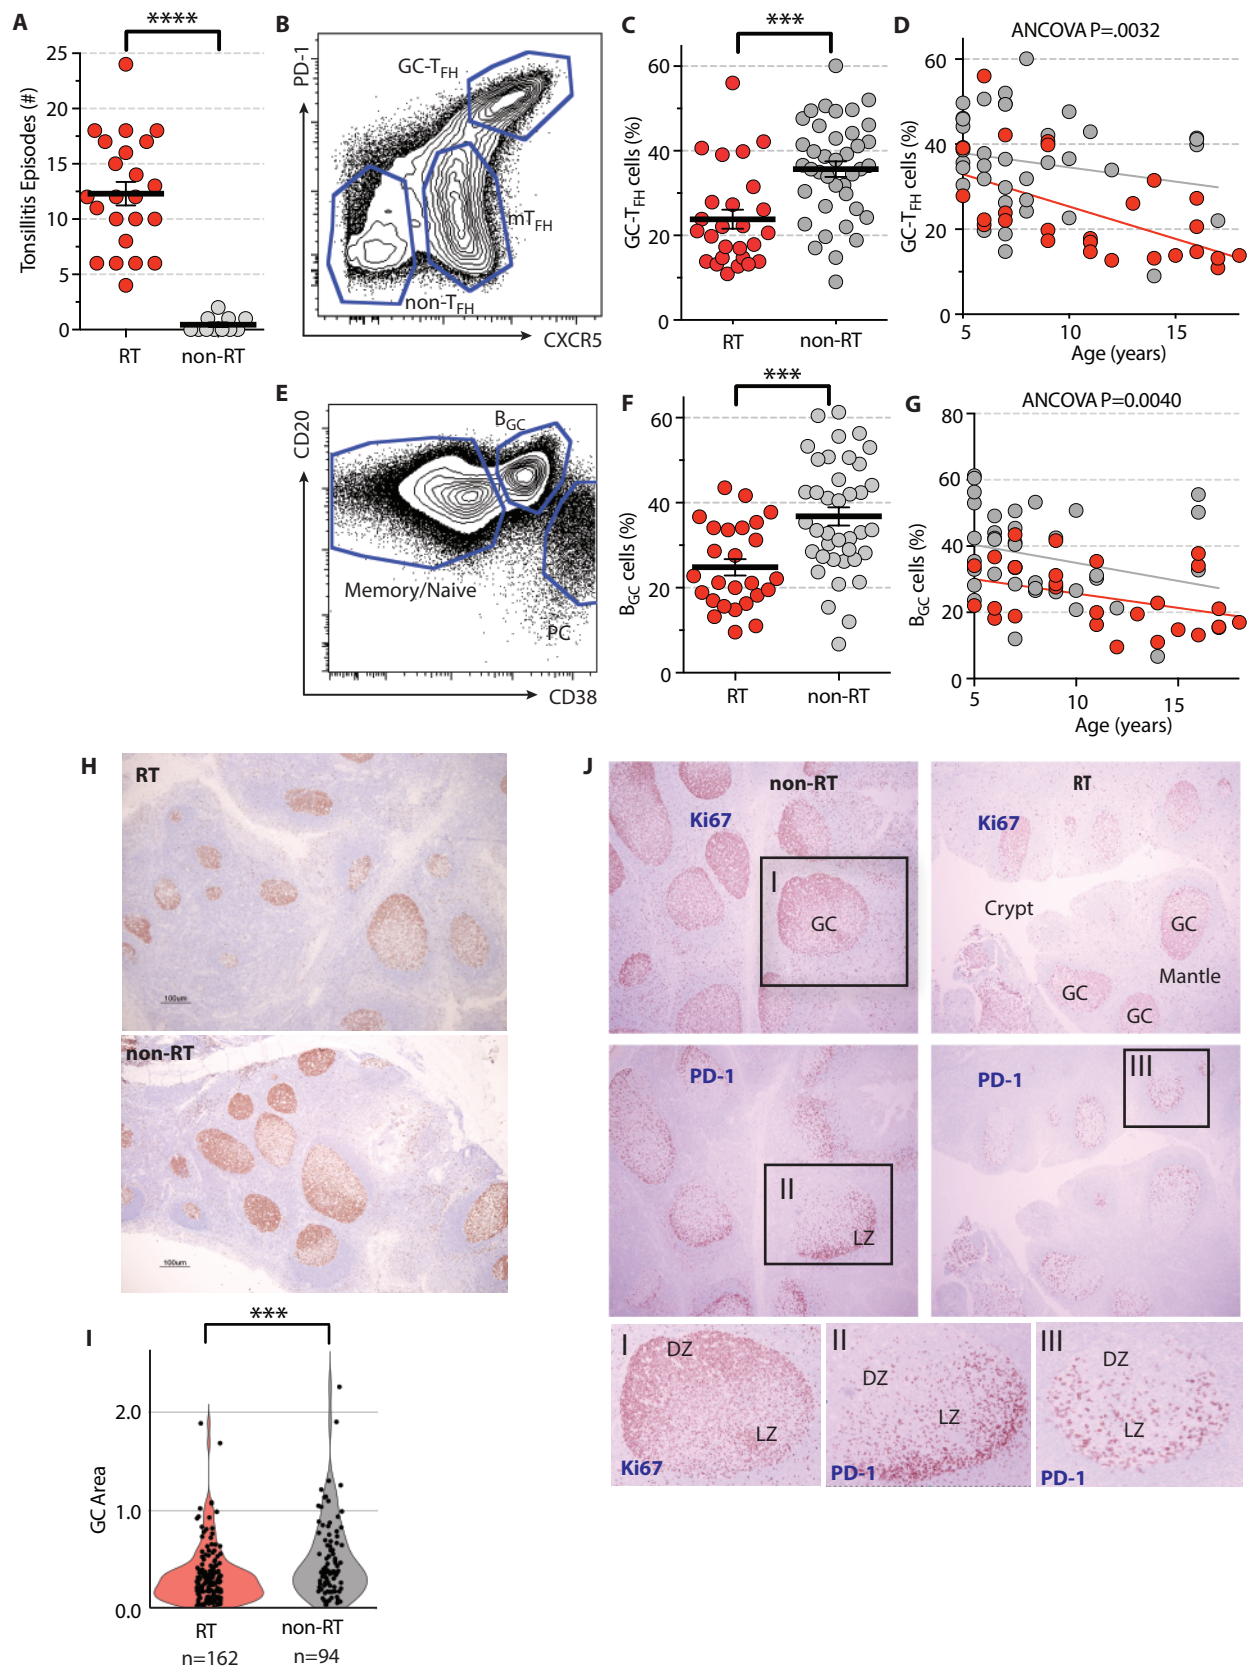 A
****
Tonsillitis Episodes (#)
25
20
15
10
5
0
RT
non-RT
B
PD-1
GC-TFH
mTFH
non-TFH
CXCR5
C
***
GC-TFH cells (%)
60
40
20
0
RT
non-RT
D
ANCOVA P=.0032
GC-TFH cells (%)
60
40
20
0
5
10
15
Age (years)
E
CD20
BGC
Memory/Naive
PC
CD38
F
***
BGC cells (%)
60
40
20
0
RT
non-RT
G
ANCOVA P=0.0040
BGC cells (%)
80
60
40
20
0
5
10
15
Age (years)
H
RT
100um
non-RT
100um
I
***
GC Area
2.0
1.0
0.0
RT
non-RT
n=162
n=94
J
non-RT
Ki67
I
GC
RT
Ki67
Crypt
GC
Mantle
GC
GC
PD-1
II
LZ
PD-1
III
I
DZ
LZ
Ki67
II
DZ
LZ
PD-1
III
DZ
LZ
PD-1